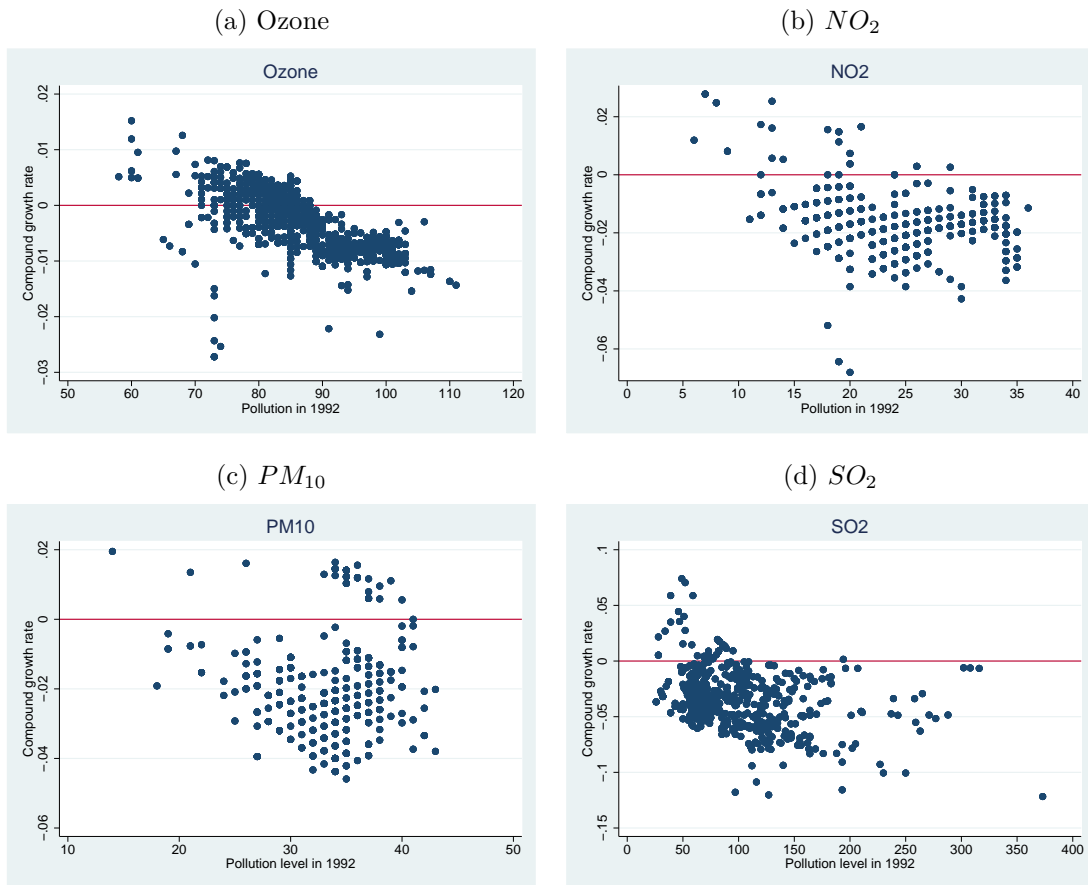 (a) Ozone
Ozone
Compound growth rate
.02
.01
0
-.01
-.02
-.03
50 60 70 80 90 100 110 120
Pollution in 1992
(b) NO2
NO2
Compound growth rate
.02
0
-.02
-.04
-.06
0 5 10 15 20 25 30 35 40
Pollution in 1992
(c) PM10
PM10
Compound growth rate
.02
0
-.02
-.04
-.06
10 20 30 40 50
Pollution level in 1992
(d) SO2
SO2
Compound growth rate
.1
.05
0
-.05
-.1
-.15
0 50 100 150 200 250 300 350 400
Pollution level in 1992